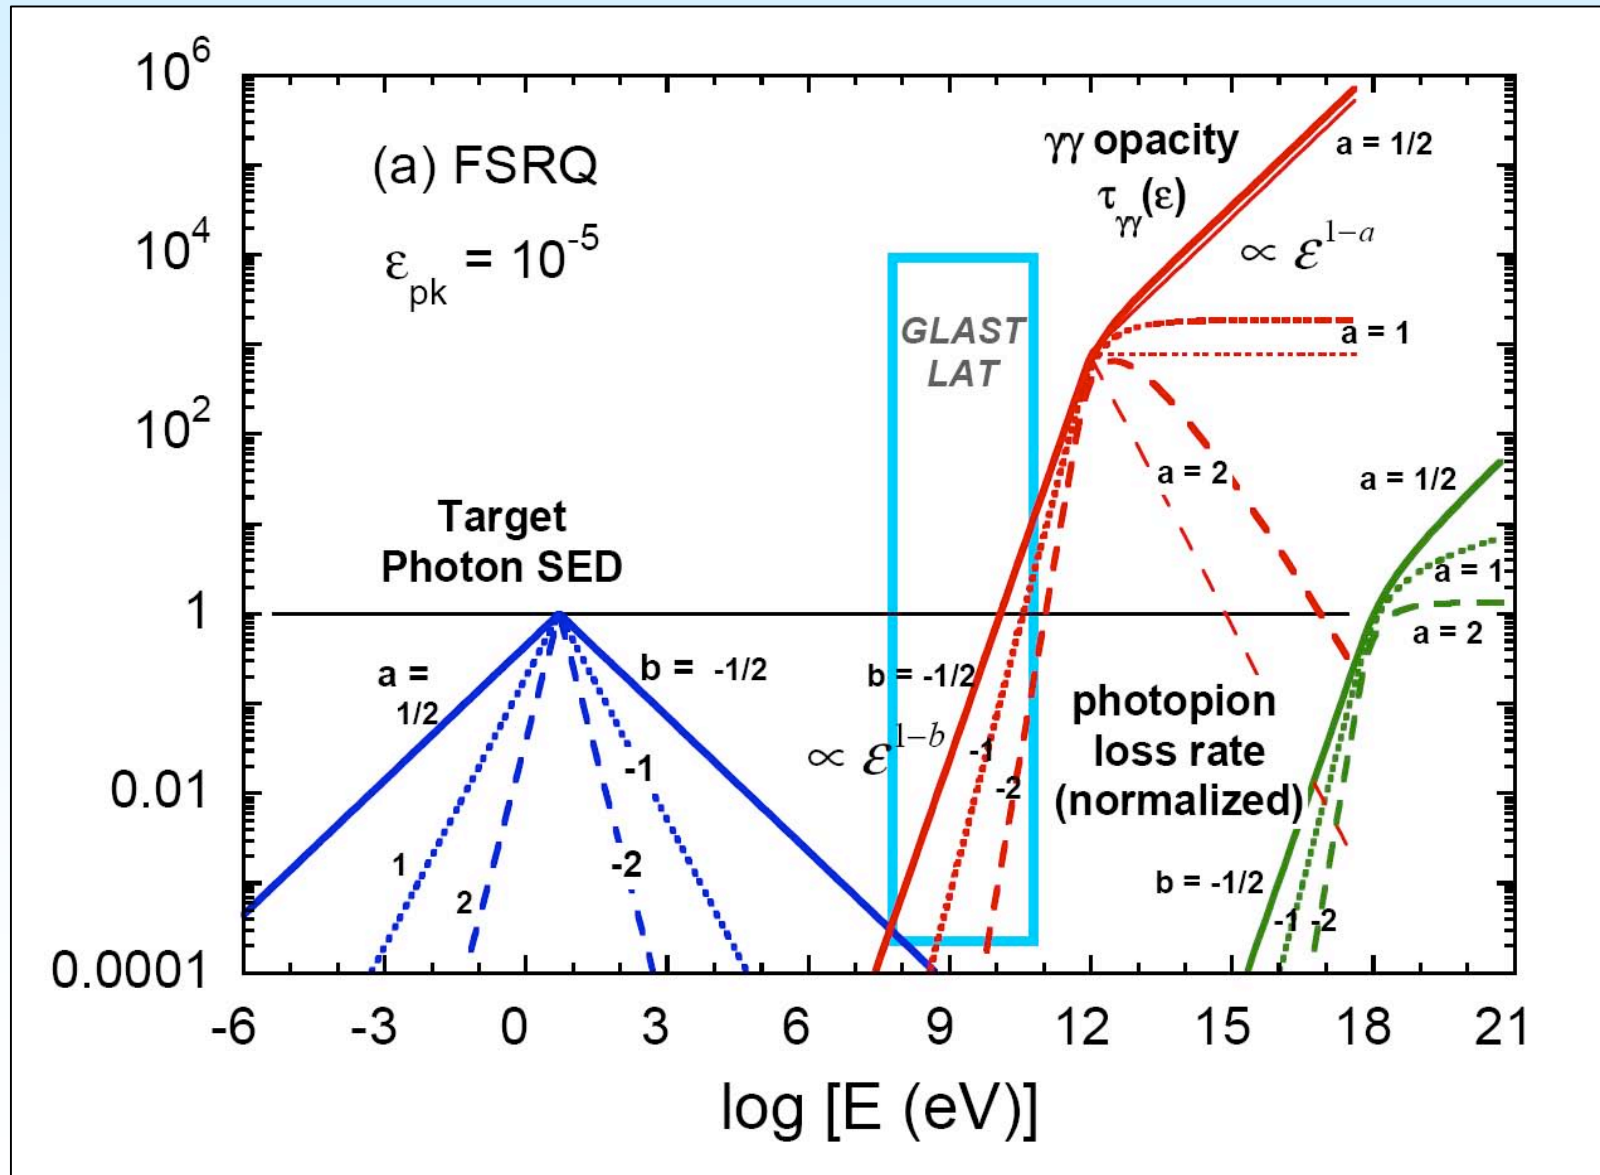 10^6
10^4
10^2
1
0.01
0.0001
(a) FSRQ
ε_pk = 10^-5
γγ opacity
τ_γγ(ε)
a = 1/2
∝ ε^1−a
GLAST
LAT
a = 1
a = 2
a = 1/2
Target
Photon SED
a = 1
a = 2
a =
1/2
b = -1/2
b = -1/2
photopion
loss rate
(normalized)
∝ ε^1−b
-1
-1
-2
1
2
-2
b = -1/2
-1
-2
-6 -3 0 3 6 9 12 15 18 21
log [E (eV)]